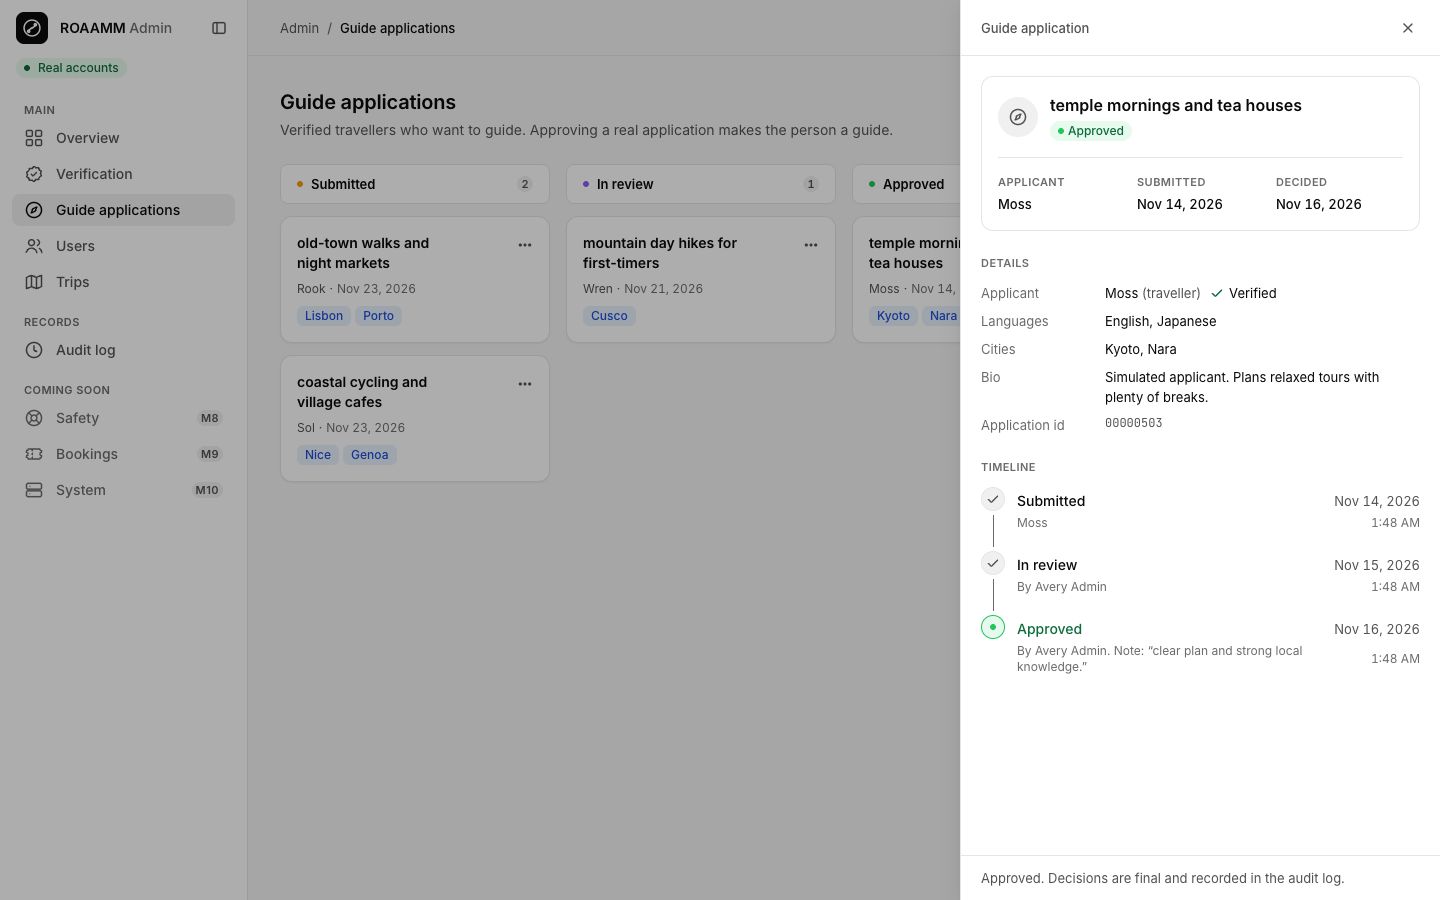 ROAAMM Admin
Real accounts
MAIN
Overview
Verification
Guide applications
Users
Trips
RECORDS
Audit log
COMING SOON
Safety M8
Bookings M9
System M10
Admin / Guide applications
Guide applications
Verified travellers who want to guide. Approving a real application makes the person a guide.
Submitted 2
old-town walks and
night markets
Rook · Nov 23, 2026
Lisbon Porto
coastal cycling and
village cafes
Sol · Nov 23, 2026
Nice Genoa
In review 1
mountain day hikes for
first-timers
Wren · Nov 21, 2026
Cusco
Approved
temple morni
tea houses
Moss · Nov 14,
Kyoto Nara
Guide application
temple mornings and tea houses
Approved
APPLICANT SUBMITTED DECIDED
Moss Nov 14, 2026 Nov 16, 2026
DETAILS
Applicant Moss (traveller) Verified
Languages English, Japanese
Cities Kyoto, Nara
Bio Simulated applicant. Plans relaxed tours with
plenty of breaks.
Application id 00000503
TIMELINE
Submitted Nov 14, 2026
Moss 1:48 AM
In review Nov 15, 2026
By Avery Admin 1:48 AM
Approved Nov 16, 2026
By Avery Admin. Note: “clear plan and strong local
knowledge.” 1:48 AM
Approved. Decisions are final and recorded in the audit log.